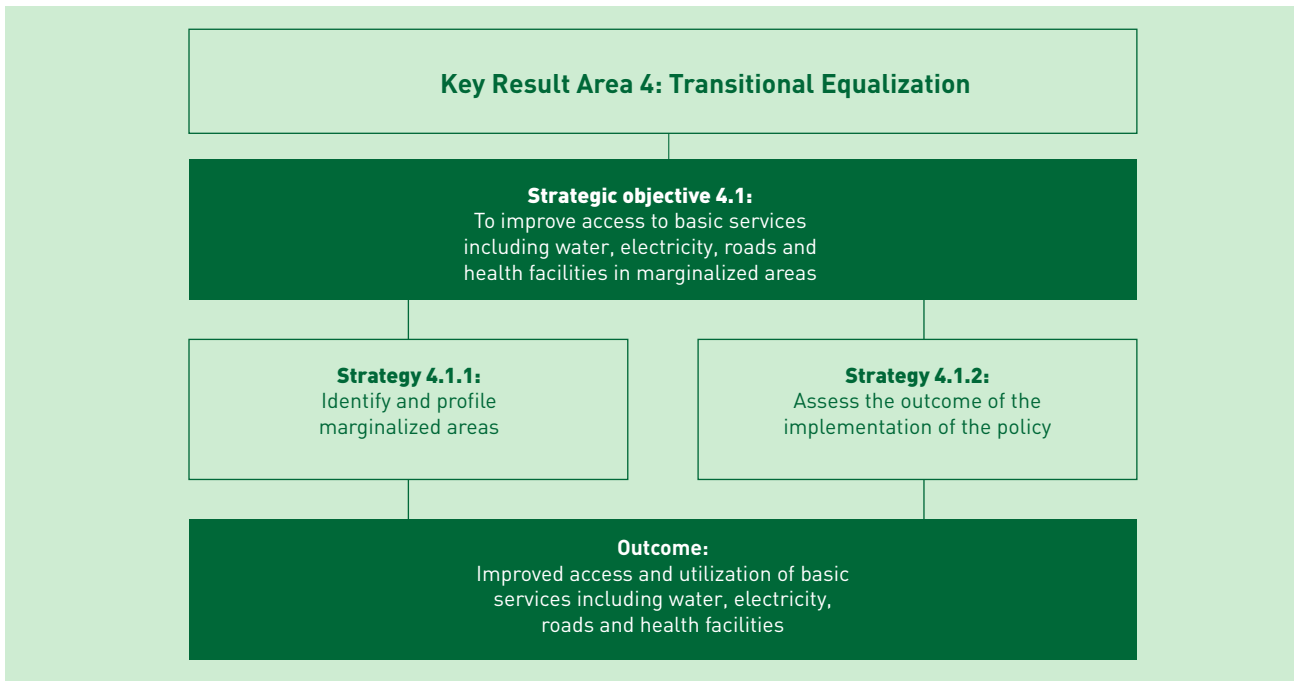 Key Result Area 4: Transitional Equalization
Strategic objective 4.1:
To improve access to basic services
including water, electricity, roads and
health facilities in marginalized areas
Strategy 4.1.1:
Identify and profile
marginalized areas
Strategy 4.1.2:
Assess the outcome of the
implementation of the policy
Outcome:
Improved access and utilization of basic
services including water, electricity,
roads and health facilities